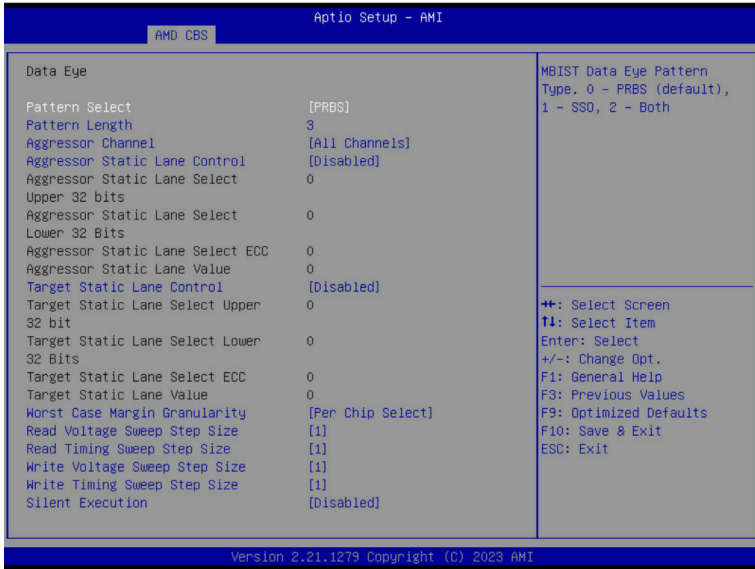 Aptio Setup – AMI
AMD CBS
Data Eye
Pattern Select [PRBS]
Pattern Length 3
Aggressor Channel [All Channels]
Aggressor Static Lane Control [Disabled]
Aggressor Static Lane Select 0
Upper 32 bits
Aggressor Static Lane Select 0
Lower 32 Bits
Aggressor Static Lane Select ECC 0
Aggressor Static Lane Value 0
Target Static Lane Control [Disabled]
Target Static Lane Select Upper 0
32 bit
Target Static Lane Select Lower 0
32 Bits
Target Static Lane Select ECC 0
Target Static Lane Value 0
Worst Case Margin Granularity [Per Chip Select]
Read Voltage Sweep Step Size [1]
Read Timing Sweep Step Size [1]
Write Voltage Sweep Step Size [1]
Write Timing Sweep Step Size [1]
Silent Execution [Disabled]
MBIST Data Eye Pattern
Type. 0 – PRBS (default),
1 – SSO, 2 – Both
→←: Select Screen
↑↓: Select Item
Enter: Select
+/-: Change Opt.
F1: General Help
F3: Previous Values
F9: Optimized Defaults
F10: Save & Exit
ESC: Exit
Version 2.21.1279 Copyright (C) 2023 AMI